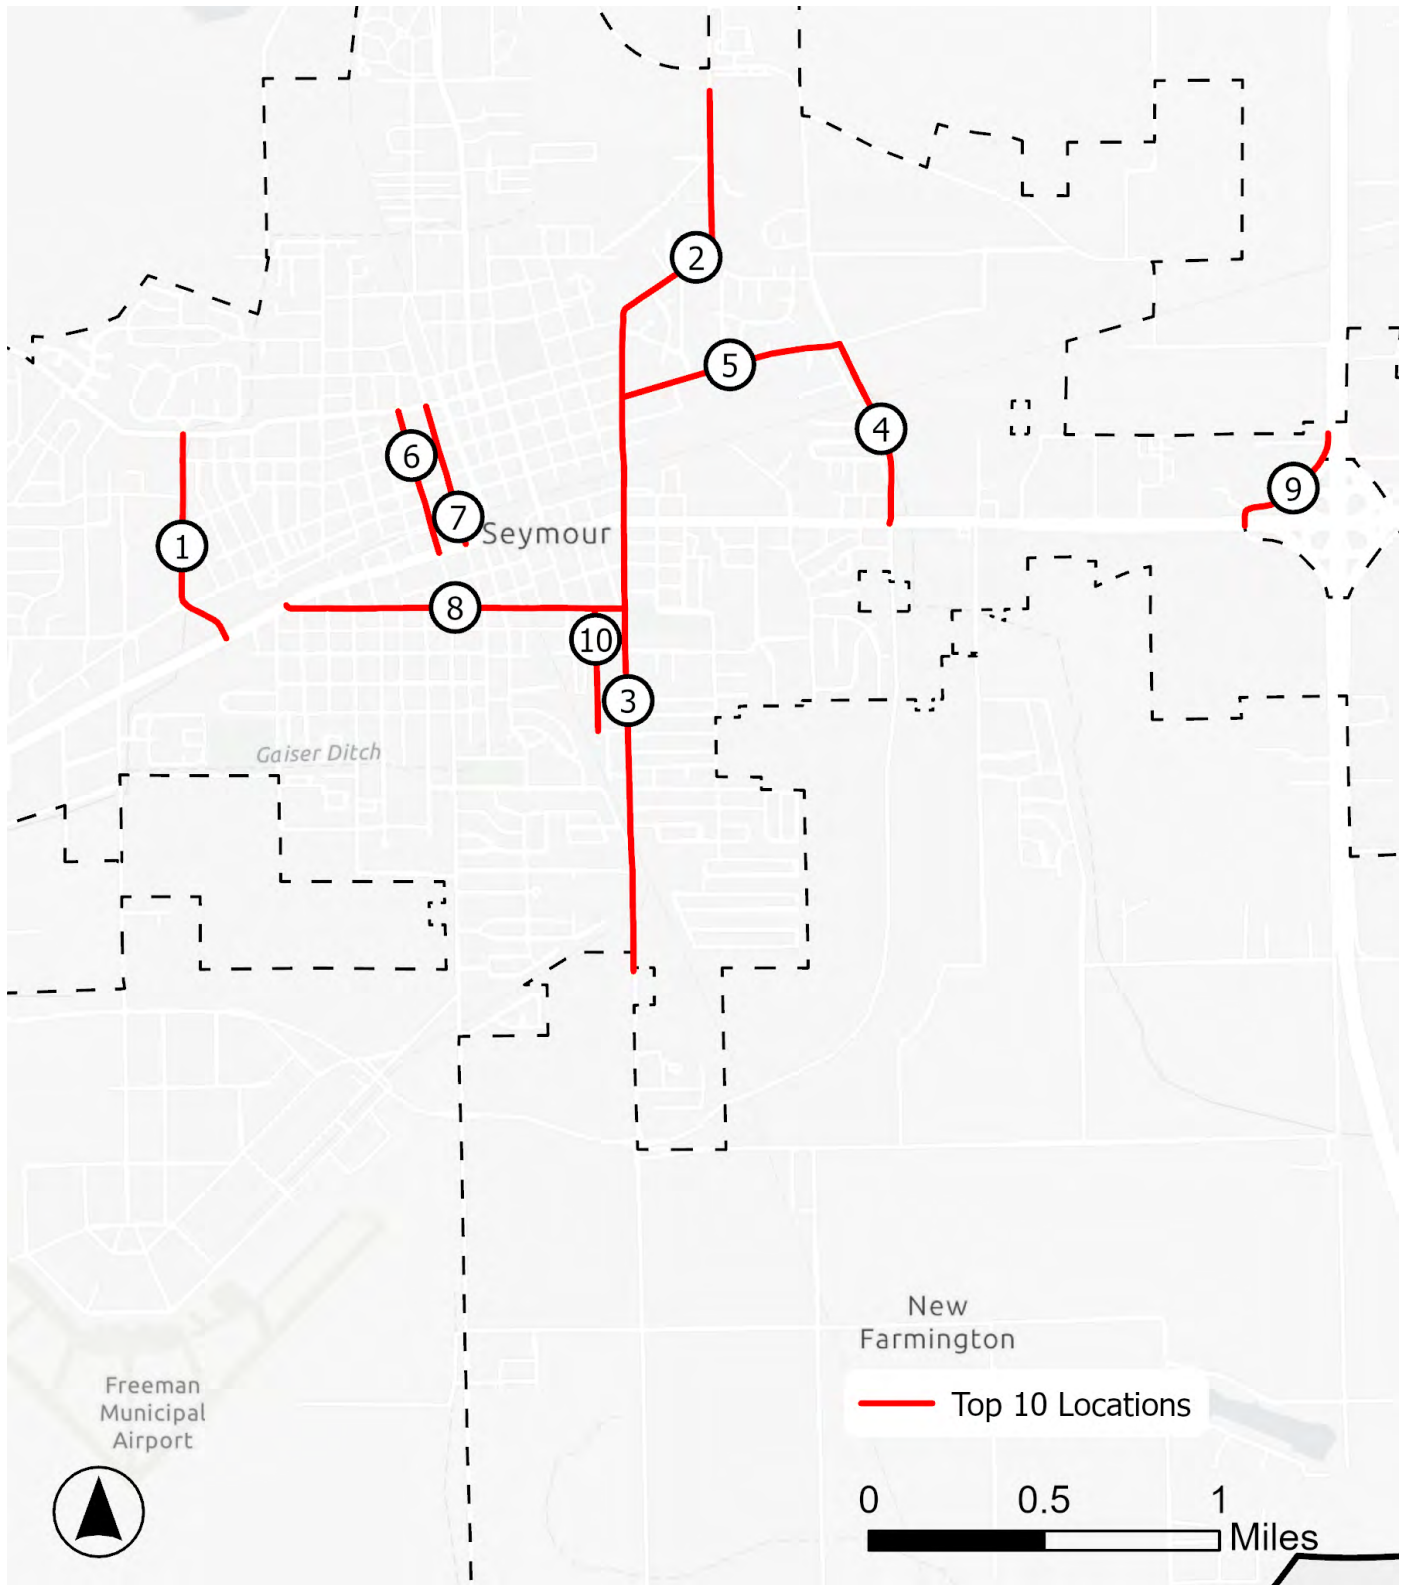 2
5
4
6
9
7
Seymour
1
8
10
3
Gaiser Ditch
New
Farmington
Freeman
Municipal
Airport
Top 10 Locations
0 0.5 1
Miles